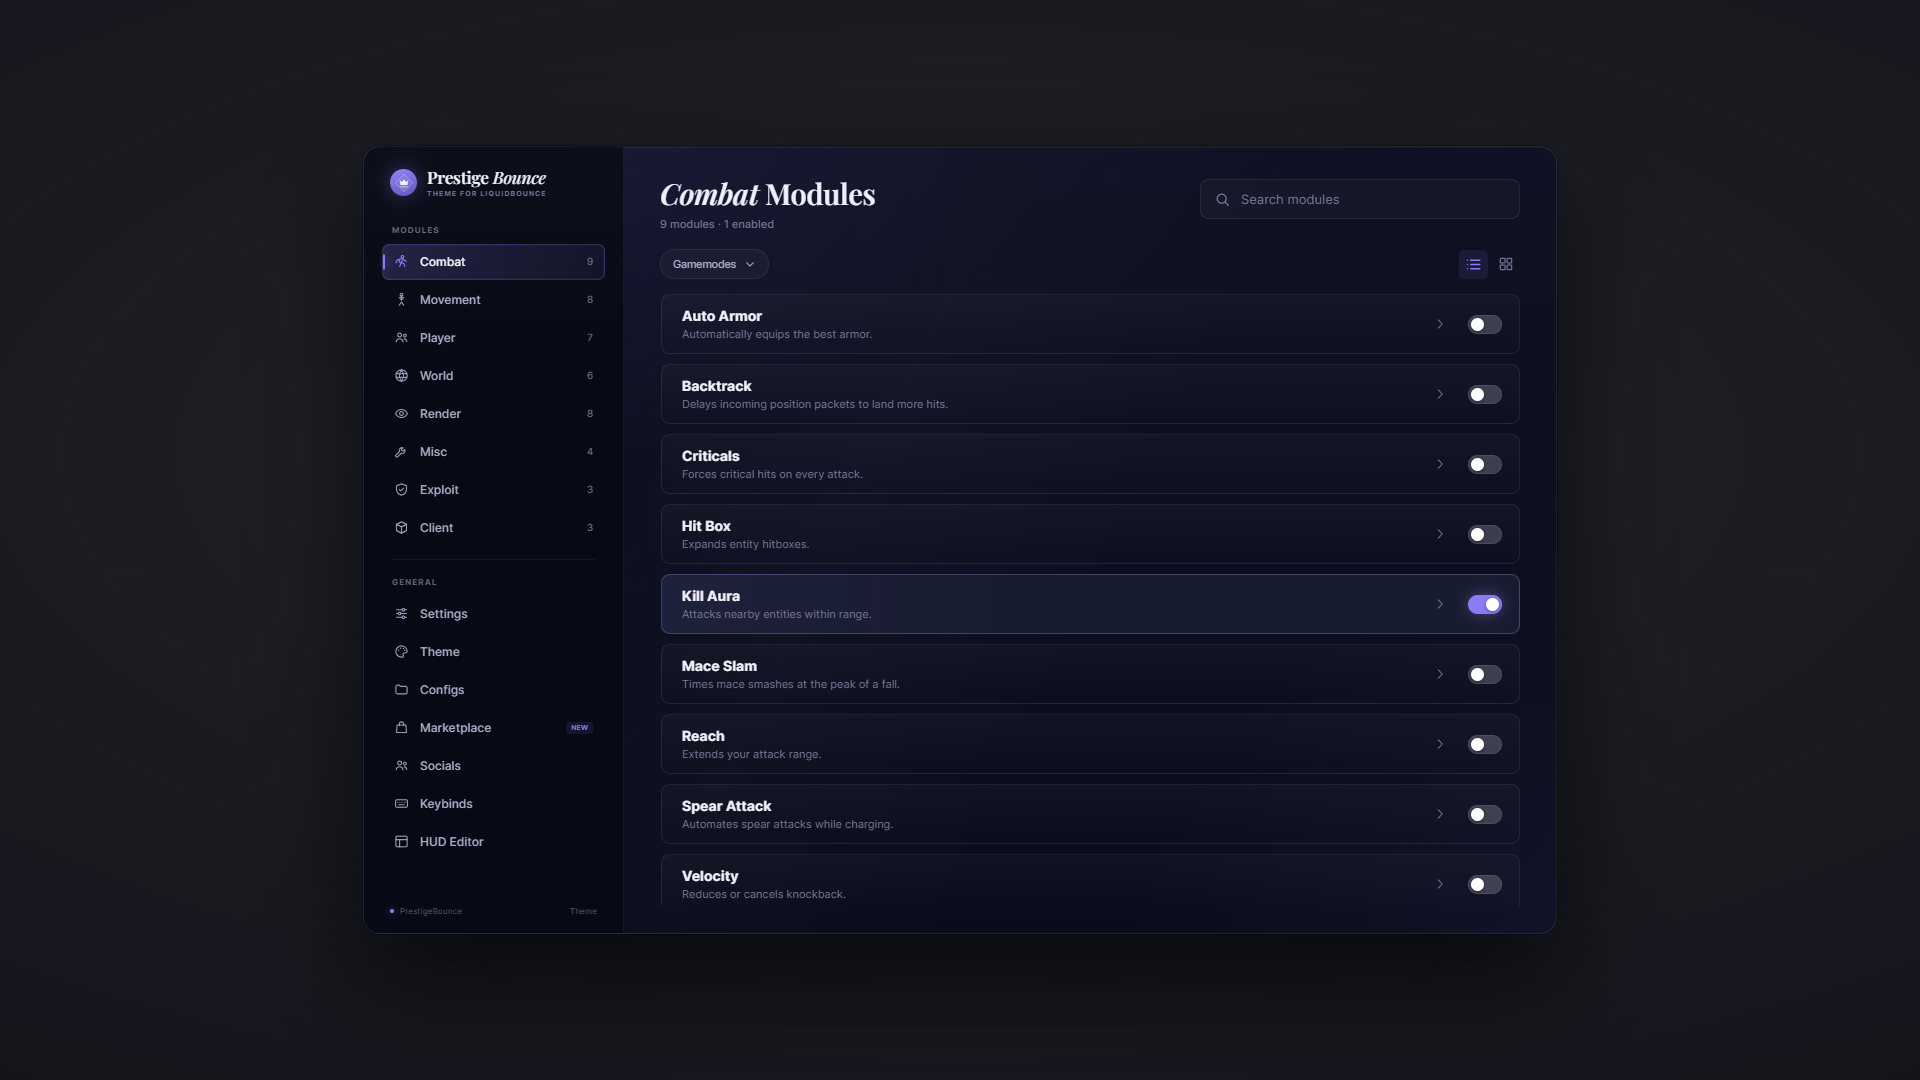 Prestige Bounce
THEME FOR LIQUIDBOUNCE
MODULES
Combat 9
Movement 8
Player 7
World 6
Render 8
Misc 4
Exploit 3
Client 3
GENERAL
Settings
Theme
Configs
Marketplace NEW
Socials
Keybinds
HUD Editor
PrestigeBounce Theme
Combat Modules
9 modules · 1 enabled
Search modules
Gamemodes
Auto Armor
Automatically equips the best armor.
Backtrack
Delays incoming position packets to land more hits.
Criticals
Forces critical hits on every attack.
Hit Box
Expands entity hitboxes.
Kill Aura
Attacks nearby entities within range.
Mace Slam
Times mace smashes at the peak of a fall.
Reach
Extends your attack range.
Spear Attack
Automates spear attacks while charging.
Velocity
Reduces or cancels knockback.